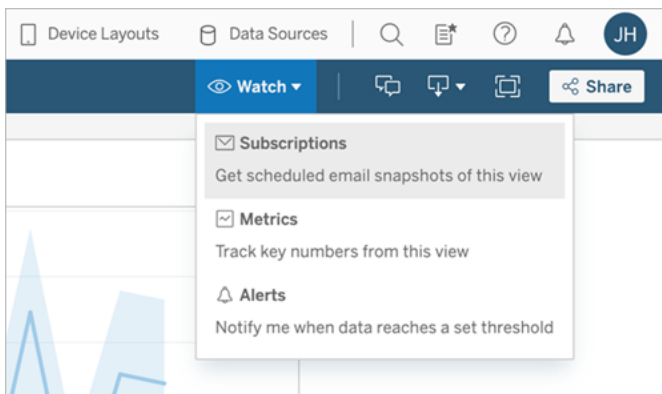 Device Layouts Data Sources JH
Watch Share
Subscriptions
Get scheduled email snapshots of this view
Metrics
Track key numbers from this view
Alerts
Notify me when data reaches a set threshold